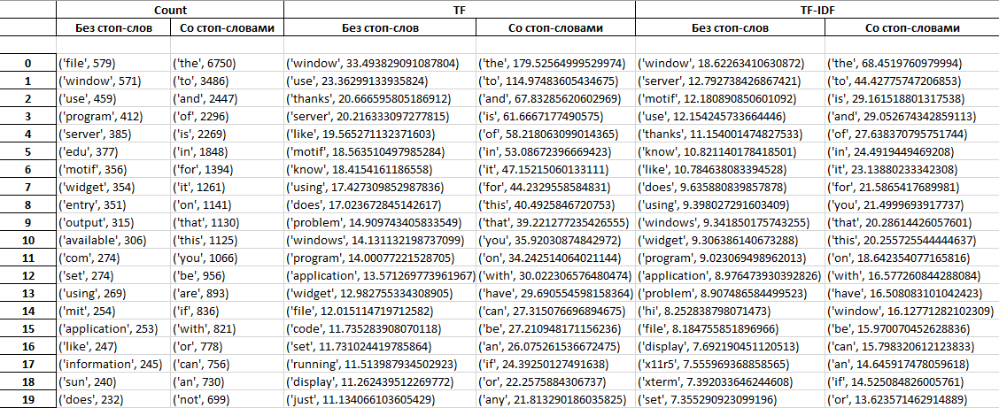 Count TF TF-IDF
Без стоп-слов Со стоп-словами Без стоп-слов Со стоп-словами Без стоп-слов Со стоп-словами
0 ('file', 579) ('the', 6750) ('window', 33.493829091087804) ('the', 179.52564999529974) ('window', 18.62263410630872) ('the', 68.4519760979994)
1 ('window', 571) ('to', 3486) ('use', 23.36299133935824) ('to', 114.97483605434675) ('server', 12.792738426867421) ('to', 44.42775747206853)
2 ('use', 459) ('and', 2447) ('thanks', 20.666595805186912) ('and', 67.83285620602969) ('motif', 12.180890850601092) ('is', 29.161518801317538)
3 ('program', 412) ('of', 2296) ('server', 20.216333097277815) ('is', 61.6667177490575) ('use', 12.154245733664446) ('and', 29.052674342859113)
4 ('server', 385) ('is', 2269) ('like', 19.565271132371603) ('of', 58.218063099014365) ('thanks', 11.154001474827533) ('of', 27.638370795751744)
5 ('edu', 377) ('in', 1848) ('motif', 18.563510497985284) ('in', 53.08672396669423) ('know', 10.821140178418501) ('in', 24.4919449469208)
6 ('motif', 356) ('for', 1394) ('know', 18.4154161186558) ('it', 47.15215060133111) ('like', 10.784638083394528) ('it', 23.13880233342308)
7 ('widget', 354) ('it', 1261) ('using', 17.427309852987836) ('for', 44.2329558584831) ('does', 9.635880839857878) ('for', 21.5865417689981)
8 ('entry', 351) ('on', 1141) ('does', 17.023672845142617) ('this', 40.4925846720753) ('using', 9.398027291603409) ('you', 21.4999693917737)
9 ('output', 315) ('that', 1130) ('problem', 14.909743405833549) ('that', 39.221277235426555) ('windows', 9.341850175743255) ('that', 20.28614426057601)
10 ('available', 306) ('this', 1125) ('windows', 14.131132198737099) ('you', 35.92030874842972) ('widget', 9.306386140673288) ('this', 20.255725544444637)
11 ('com', 274) ('you', 1066) ('program', 14.00077221528705) ('on', 34.242514064021144) ('program', 9.023069498962013) ('on', 18.642354077165816)
12 ('set', 274) ('be', 956) ('application', 13.571269773961967) ('with', 30.022306576480474) ('application', 8.976473930392826) ('with', 16.577260844288084)
13 ('using', 269) ('are', 893) ('widget', 12.982755334308905) ('have', 29.690554598158364) ('problem', 8.907486584499523) ('have', 16.508083101042423)
14 ('mit', 254) ('if', 836) ('file', 12.015114719712582) ('can', 27.315076696894675) ('hi', 8.252838798071473) ('window', 16.12771282102309)
15 ('application', 253) ('with', 821) ('code', 11.735283908070118) ('be', 27.210948171156236) ('file', 8.184755851896966) ('be', 15.970070452628836)
16 ('like', 247) ('or', 778) ('set', 11.731024419785864) ('an', 26.075261536672475) ('display', 7.692190451120513) ('can', 15.798320612123833)
17 ('information', 245) ('can', 756) ('running', 11.513987934502923) ('if', 24.39250127491638) ('x11r5', 7.555969368858565) ('an', 14.645917478059618)
18 ('sun', 240) ('an', 730) ('display', 11.262439512269772) ('or', 22.2575884306737) ('xterm', 7.392033646244608) ('if', 14.525084826005761)
19 ('does', 232) ('not', 699) ('just', 11.134066103605429) ('any', 21.813290186035825) ('set', 7.355290923099196) ('or', 13.623571462914889)